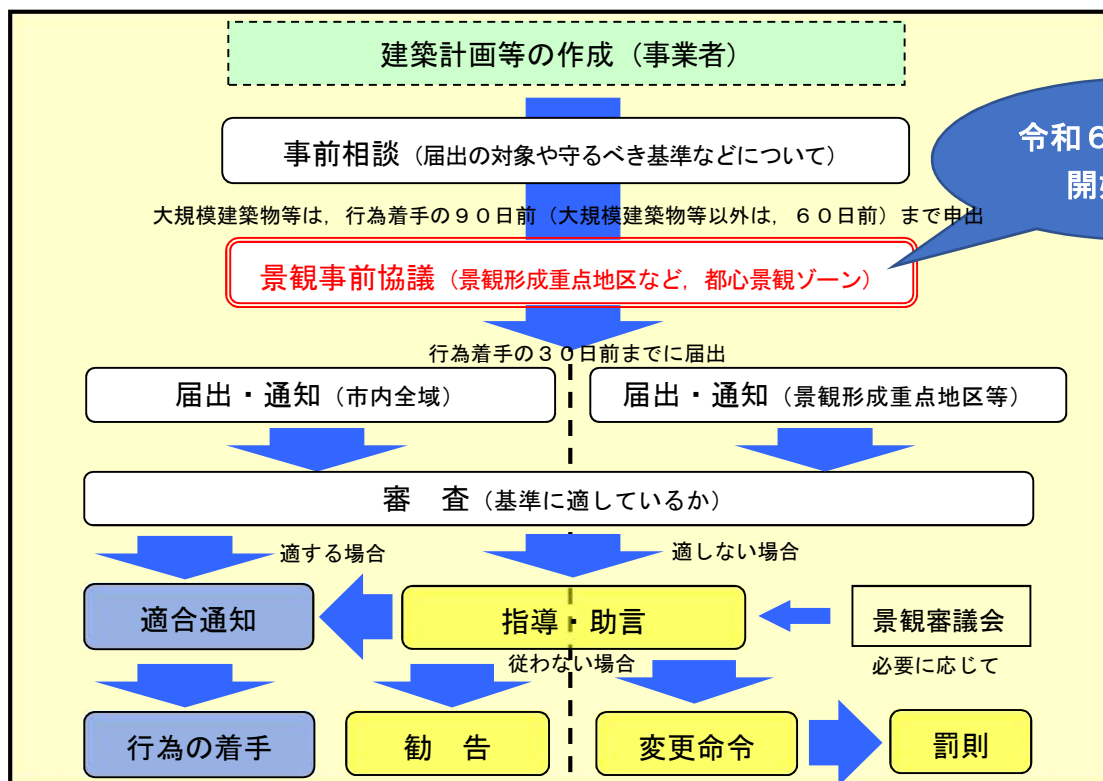 建築計画等の作成（事業者）
事前相談（届出の対象や守るべき基準などについて）
令和６
開
大規模建築物等は，行為着手の９０日前（大規模建築物等以外は，６０日前）まで申出
景観事前協議（景観形成重点地区など，都心景観ゾーン）
行為着手の３０日前までに届出
届出・通知（市内全域）
届出・通知（景観形成重点地区等）
審　査（基準に適しているか）
適する場合
適しない場合
適合通知
指導・助言
景観審議会
従わない場合
必要に応じて
行為の着手
勧　告
変更命令
罰則